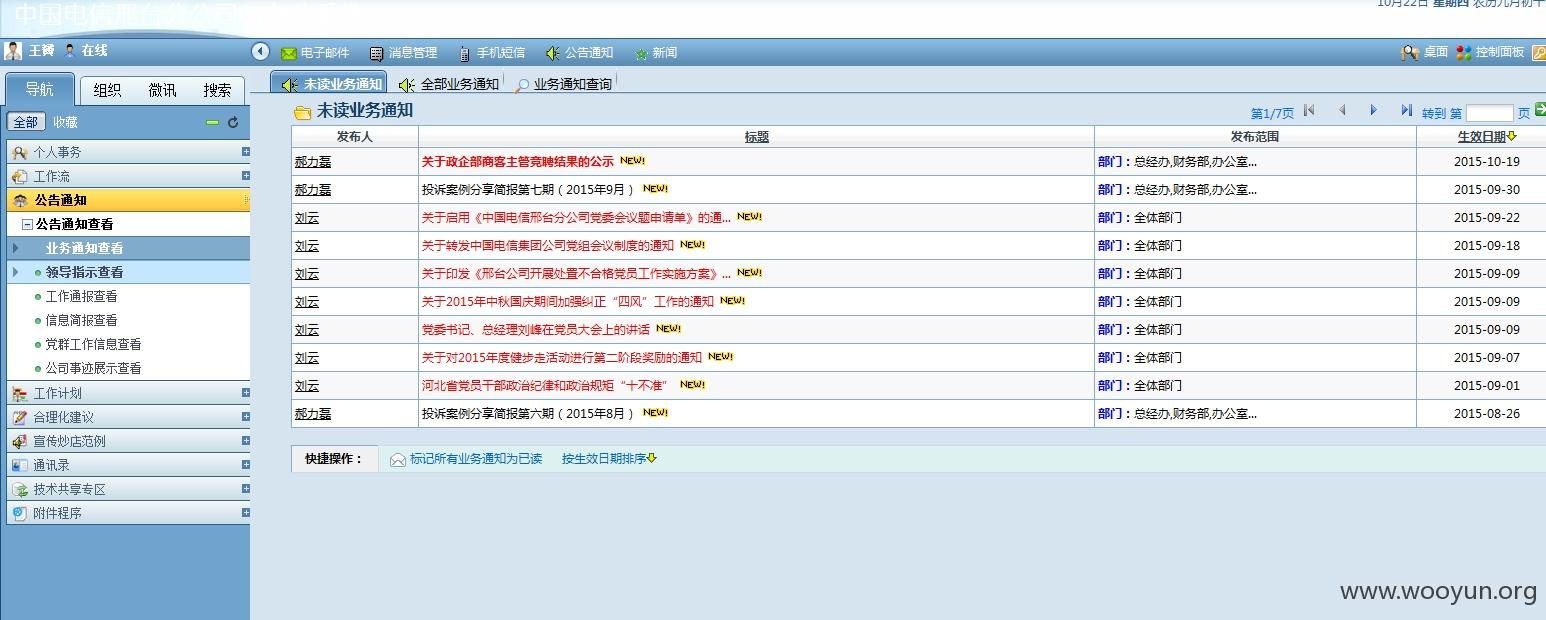 中国电信邢台分公司
10月22日 星期四 农历九月初十
王赟 在线
电子邮件 消息管理 手机短信 公告通知 新闻 桌面 控制面板
导航 组织 微讯 搜索
未读业务通知 全部业务通知 业务通知查询
全部 收藏
未读业务通知
第1/7页 转到 第 页
发布人 标题 发布范围 生效日期
郝力磊 关于政企部商客主管竞聘结果的公示 NEW! 部门：总经办,财务部,办公室... 2015-10-19
郝力磊 投诉案例分享简报第七期（2015年9月） NEW! 部门：总经办,财务部,办公室... 2015-09-30
刘云 关于启用《中国电信邢台分公司党委会议题申请单》的通... NEW! 部门：全体部门 2015-09-22
刘云 关于转发中国电信集团公司党组会议制度的通知 NEW! 部门：全体部门 2015-09-18
刘云 关于印发《邢台公司开展处置不合格党员工作实施方案》... NEW! 部门：全体部门 2015-09-09
刘云 关于2015年中秋国庆期间加强纠正“四风”工作的通知 NEW! 部门：全体部门 2015-09-09
刘云 党委书记、总经理刘峰在党员大会上的讲话 NEW! 部门：全体部门 2015-09-09
刘云 关于对2015年度健步走活动进行第二阶段奖励的通知 NEW! 部门：全体部门 2015-09-07
刘云 河北省党员干部政治纪律和政治规矩“十不准” NEW! 部门：全体部门 2015-09-01
郝力磊 投诉案例分享简报第六期（2015年8月） NEW! 部门：总经办,财务部,办公室... 2015-08-26
快捷操作： 标记所有业务通知为已读 按生效日期排序
个人事务
工作流
公告通知
公告通知查看
业务通知查看
领导指示查看
工作通报查看
信息简报查看
党群工作信息查看
公司事迹展示查看
工作计划
合理化建议
宣传炒店范例
通讯录
技术共享专区
附件程序
www.wooyun.org